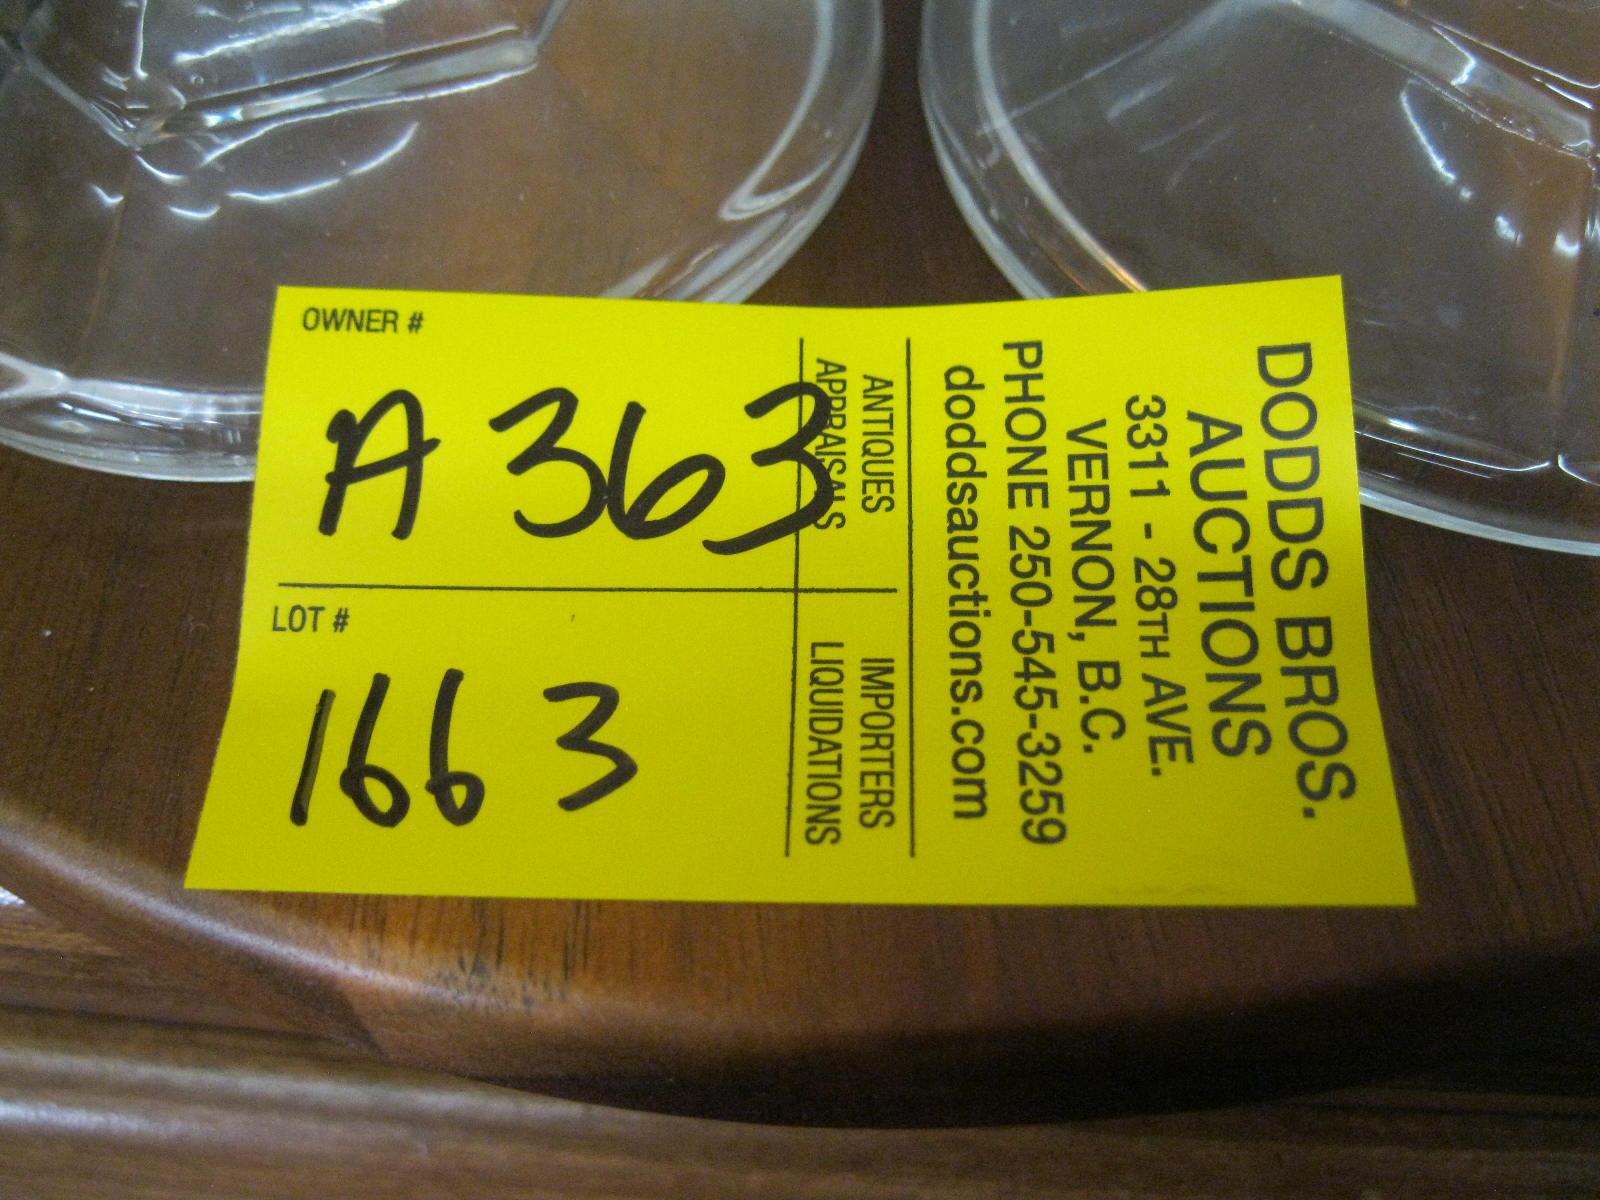 OWNER #
A 363
LOT #
1663
ANTIQUES
APPRAISALS
IMPORTERS
LIQUIDATIONS
DODDS BROS.
AUCTIONS
3311 - 28TH AVE.
VERNON, B.C.
PHONE 250-545-3259
doddsauctions.com